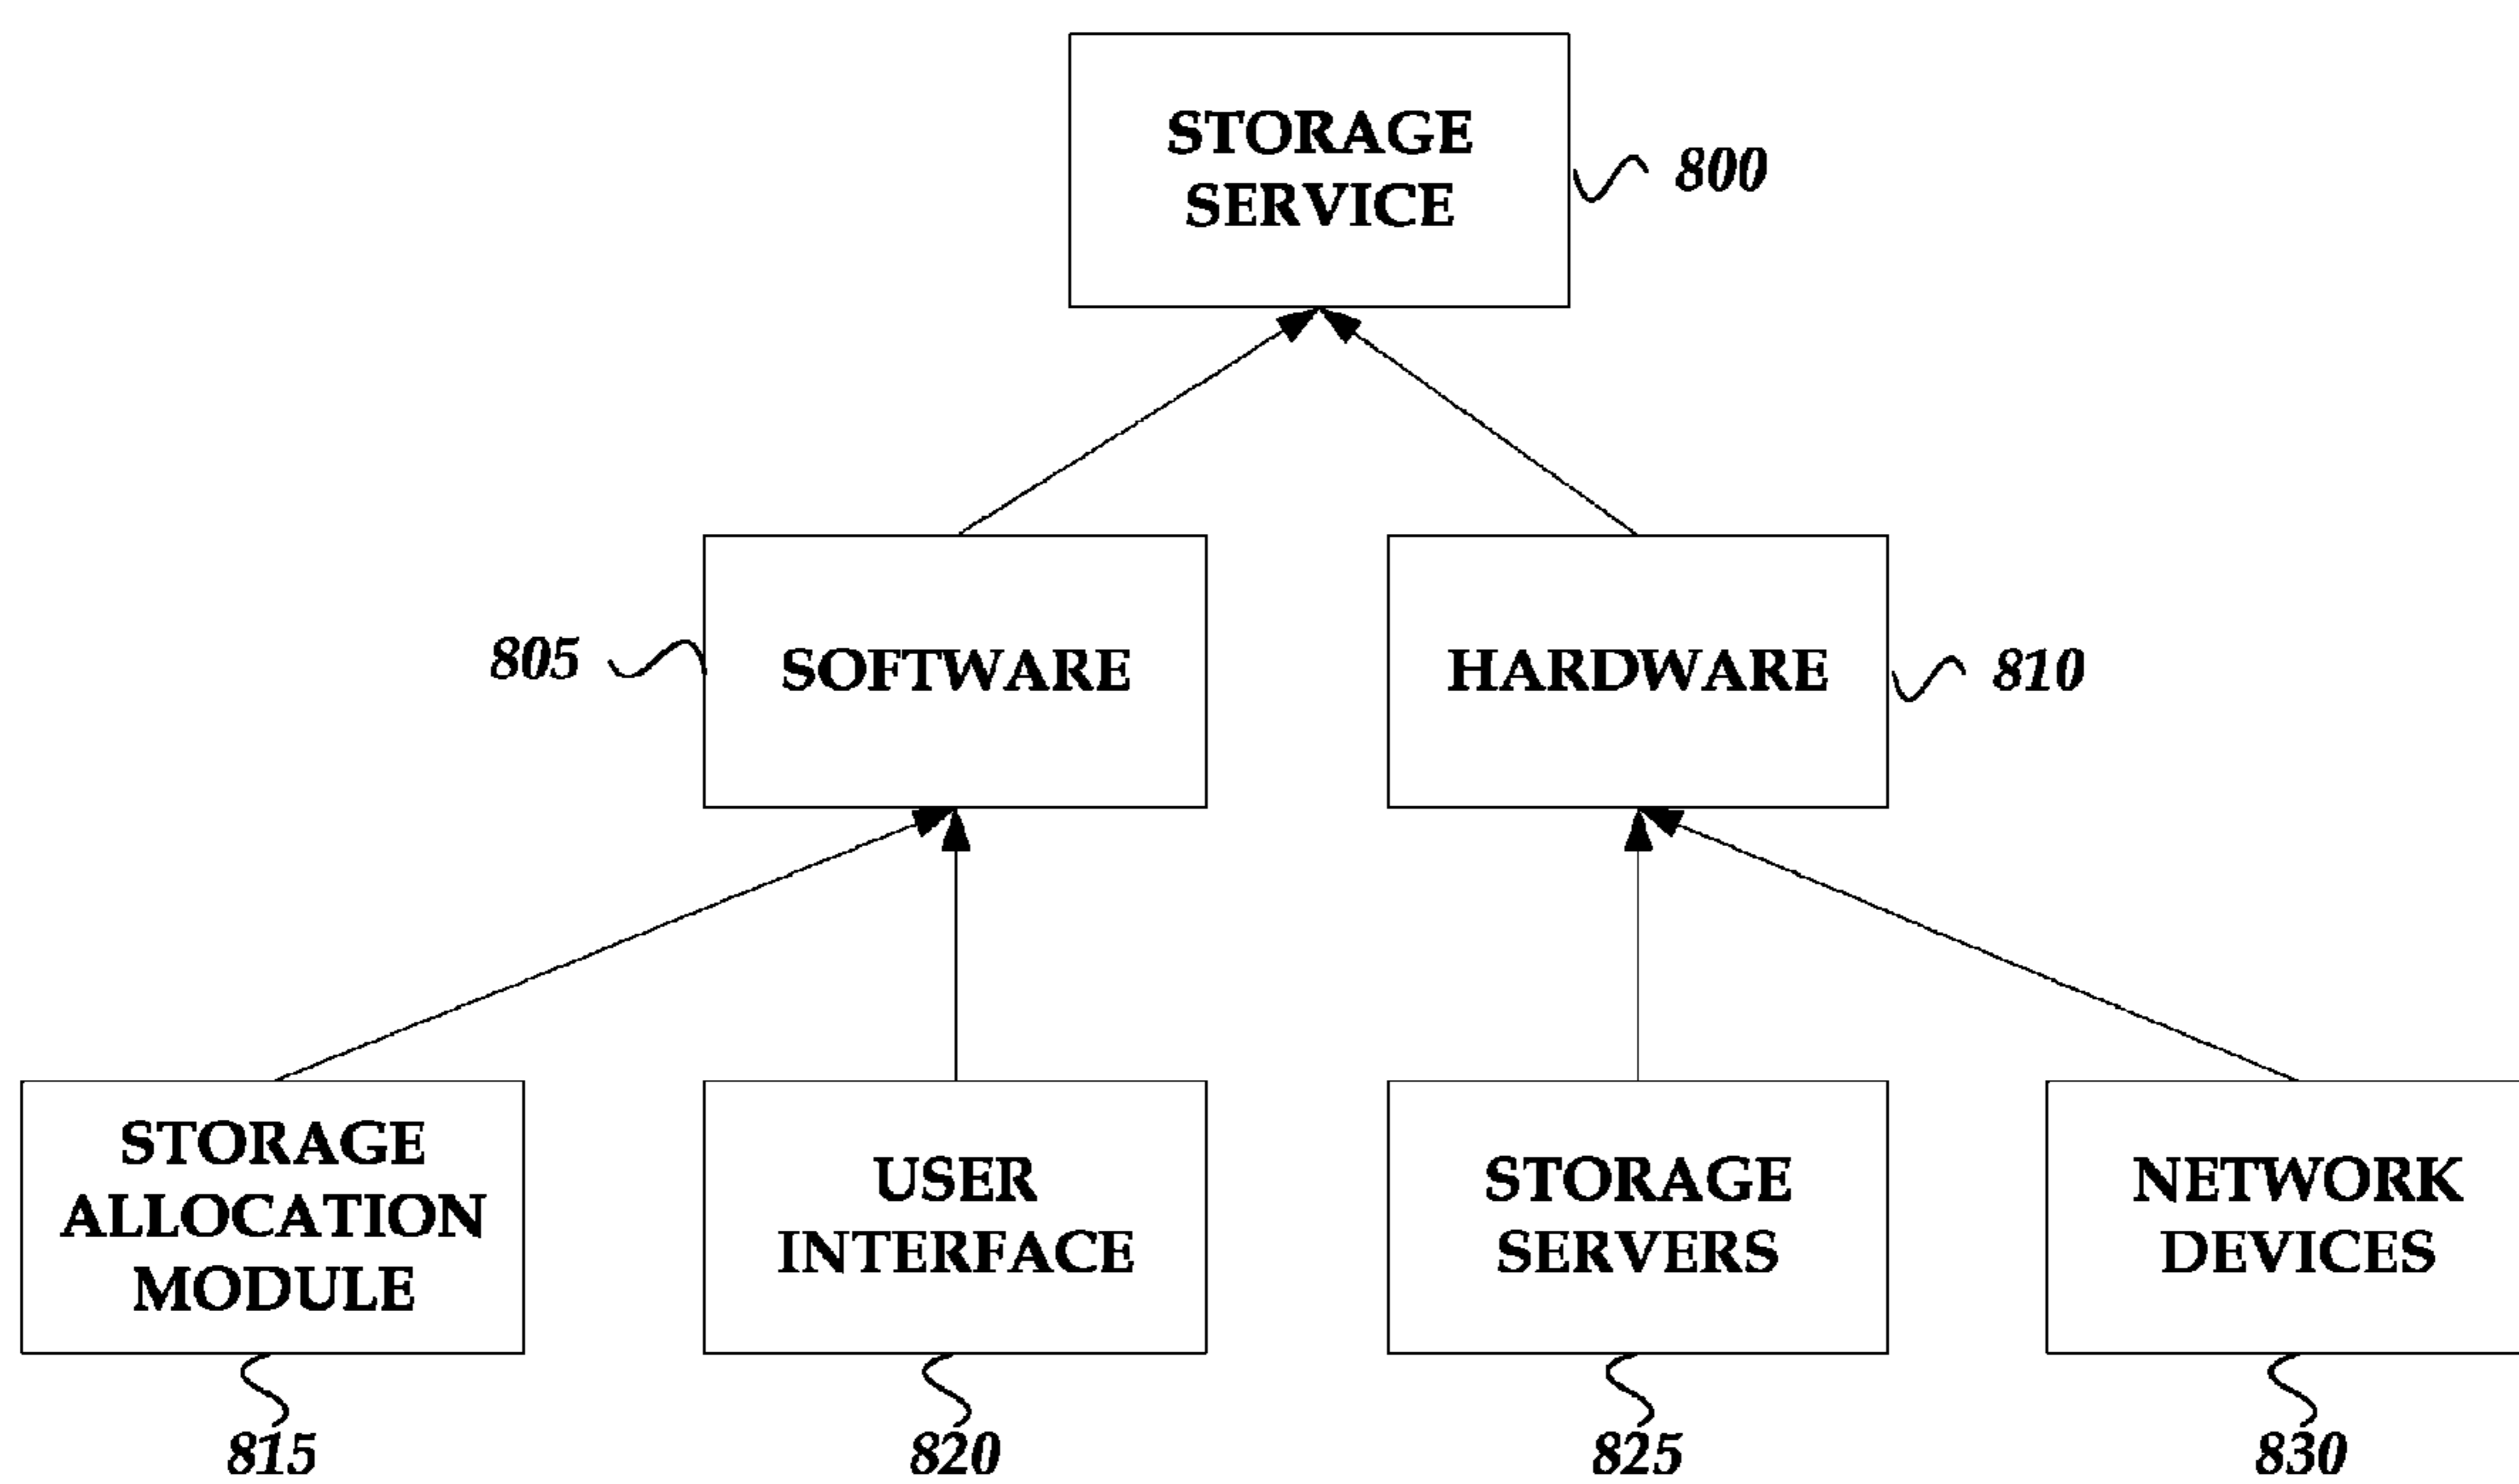 STORAGE
SERVICE
800
805
SOFTWARE
HARDWARE
810
STORAGE
ALLOCATION
MODULE
USER
INTERFACE
STORAGE
SERVERS
NETWORK
DEVICES
815
820
825
830